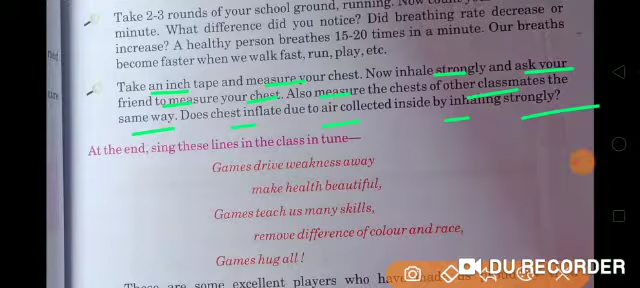 Take 2-3 rounds of your school ground, running. Now count
minute. What difference did you notice? Did breathing rate decrease or
increase? A healthy person breathes 15-20 times in a minute. Our breaths
become faster when we walk fast, run, play, etc.
Take an inch tape and measure your chest. Now inhale strongly and ask your
friend to measure your chest. Also measure the chests of other classmates the
same way. Does chest inflate due to air collected inside by inhaling strongly?
At the end, sing these lines in the class in tune—
Games drive weakness away
make health beautiful,
Games teach us many skills,
remove difference of colour and race,
Games hug all !
These are some excellent players who have
DU RECORDER